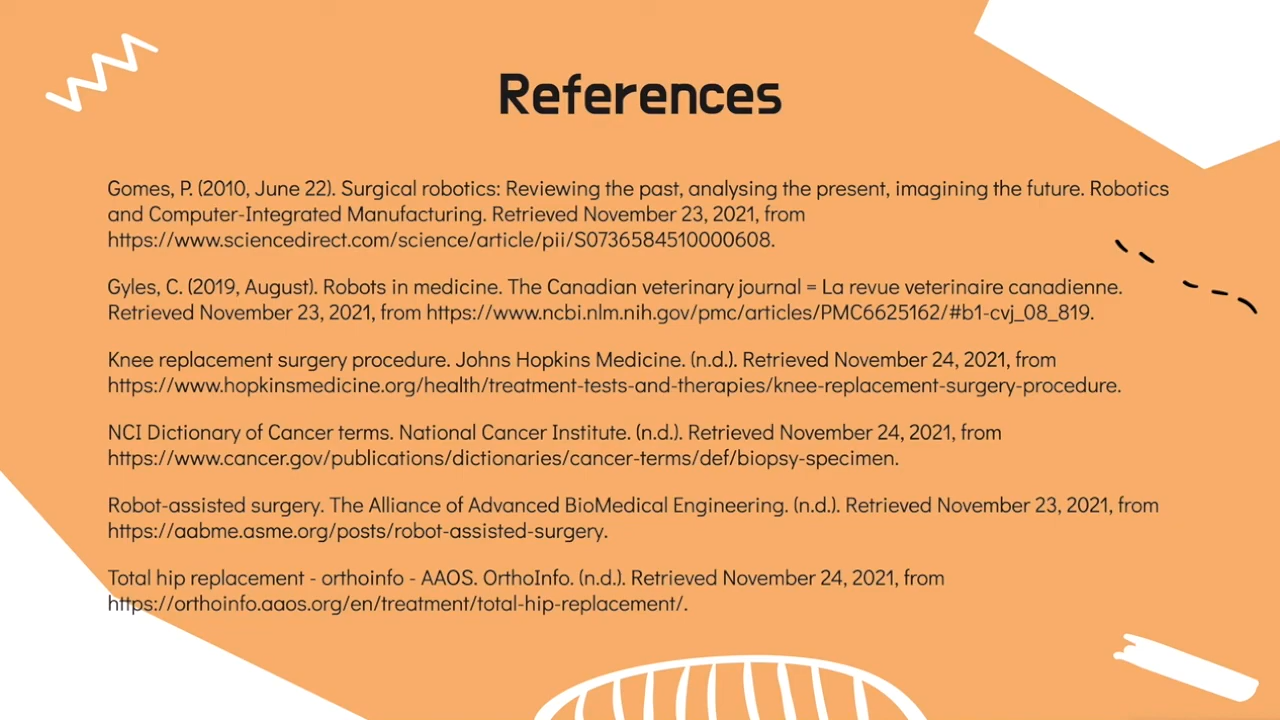 References
Gomes, P. (2010, June 22). Surgical robotics: Reviewing the past, analysing the present, imagining the future. Robotics
and Computer-Integrated Manufacturing. Retrieved November 23, 2021, from
https://www.sciencedirect.com/science/article/pii/S0736584510000608.
Gyles, C. (2019, August). Robots in medicine. The Canadian veterinary journal = La revue veterinaire canadienne.
Retrieved November 23, 2021, from https://www.ncbi.nlm.nih.gov/pmc/articles/PMC6625162/#b1-cvj_08_819.
Knee replacement surgery procedure. Johns Hopkins Medicine. (n.d.). Retrieved November 24, 2021, from
https://www.hopkinsmedicine.org/health/treatment-tests-and-therapies/knee-replacement-surgery-procedure.
NCI Dictionary of Cancer terms. National Cancer Institute. (n.d.). Retrieved November 24, 2021, from
https://www.cancer.gov/publications/dictionaries/cancer-terms/def/biopsy-specimen.
Robot-assisted surgery. The Alliance of Advanced BioMedical Engineering. (n.d.). Retrieved November 23, 2021, from
https://aabme.asme.org/posts/robot-assisted-surgery.
Total hip replacement - orthoinfo - AAOS. OrthoInfo. (n.d.). Retrieved November 24, 2021, from
https://orthoinfo.aaos.org/en/treatment/total-hip-replacement/.